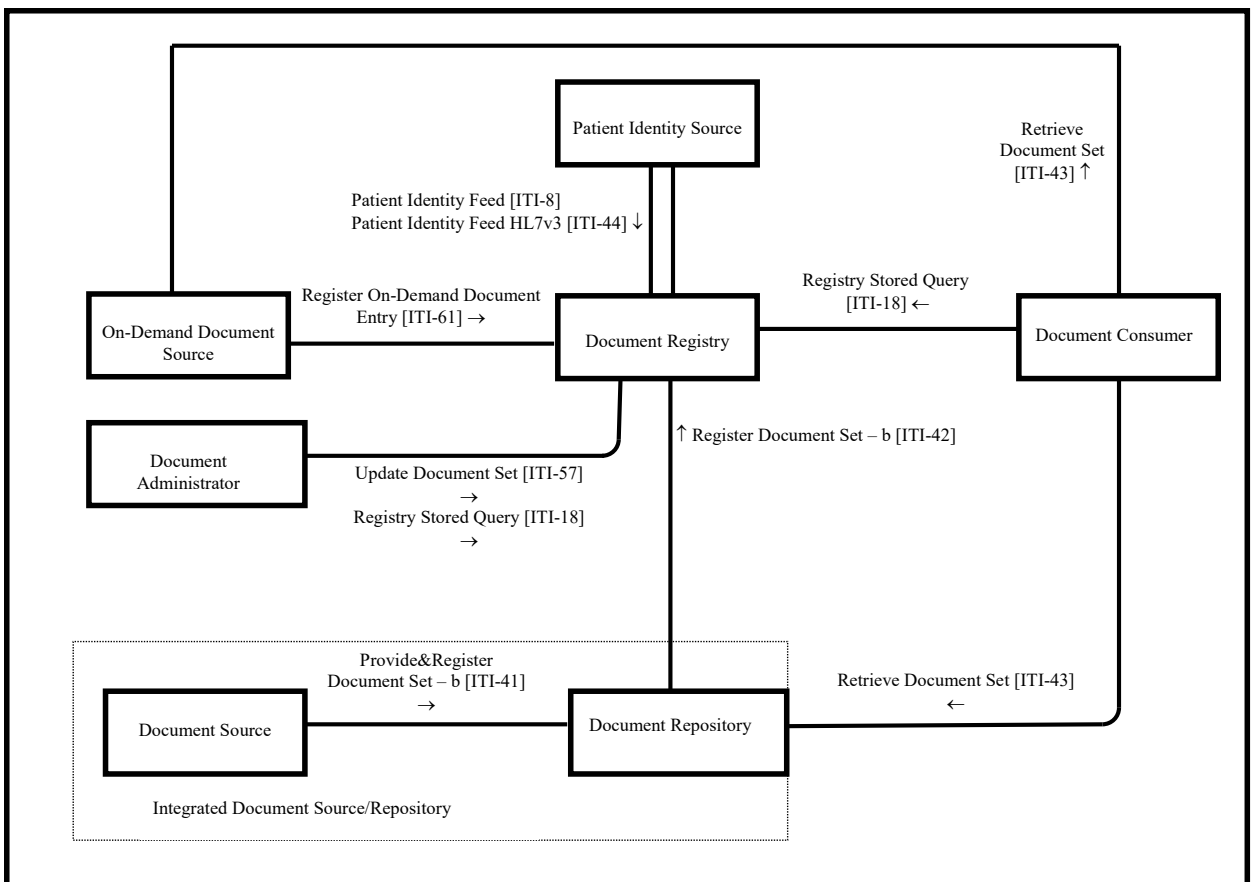 Patient Identity Source
Retrieve
Document Set
[ITI-43] ↑
Patient Identity Feed [ITI-8]
Patient Identity Feed HL7v3 [ITI-44] ↓
Register On-Demand Document
Entry [ITI-61] →
Registry Stored Query
[ITI-18] ←
On-Demand Document
Source
Document Registry
Document Consumer
↑ Register Document Set – b [ITI-42]
Document
Administrator
Update Document Set [ITI-57]
→
Registry Stored Query [ITI-18]
→
Provide&Register
Document Set – b [ITI-41]
→
Retrieve Document Set [ITI-43]
←
Document Source
Document Repository
Integrated Document Source/Repository